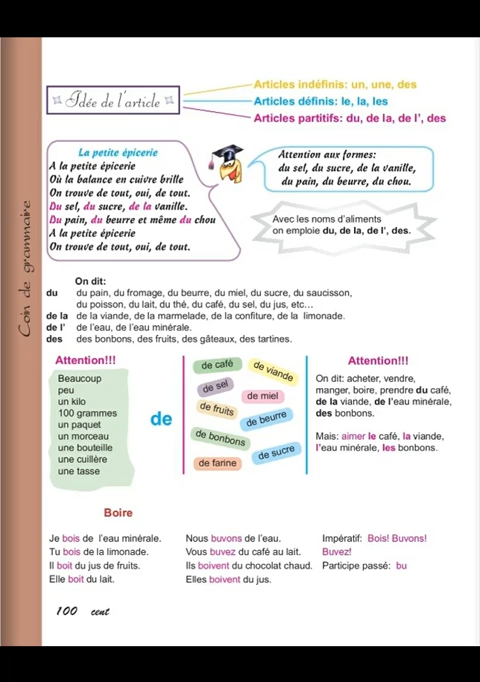 Coin de grammaire
Idée de l'article
Articles indéfinis: un, une, des
Articles définis: le, la, les
Articles partitifs: du, de la, de l', des
La petite épicerie
A la petite épicerie
Où la balance en cuivre brille
On trouve de tout, oui, de tout.
Du sel, du sucre, de la vanille.
Du pain, du beurre et même du chou
A la petite épicerie
On trouve de tout, oui, de tout.
Attention aux formes:
du sel, du sucre, de la vanille,
du pain, du beurre, du chou.
Avec les noms d'aliments
on emploie du, de la, de l', des.
On dit:
du du pain, du fromage, du beurre, du miel, du sucre, du saucisson,
du poisson, du lait, du thé, du café, du sel, du jus, etc...
de la de la viande, de la marmelade, de la confiture, de la limonade.
de l' de l'eau, de l'eau minérale.
des des bonbons, des fruits, des gâteaux, des tartines.
Attention!!!
Beaucoup
peu
un kilo
100 grammes
un paquet
un morceau
une bouteille
une cuillère
une tasse
de
de café
de viande
de sel
de miel
de fruits
de beurre
de bonbons
de sucre
de farine
Attention!!!
On dit: acheter, vendre,
manger, boire, prendre du café,
de la viande, de l'eau minérale,
des bonbons.
Mais: aimer le café, la viande,
l'eau minérale, les bonbons.
Boire
Je bois de l'eau minérale.
Tu bois de la limonade.
Il boit du jus de fruits.
Elle boit du lait.
Nous buvons de l'eau.
Vous buvez du café au lait.
Ils boivent du chocolat chaud.
Elles boivent du jus.
Impératif: Bois! Buvons!
Buvez!
Participe passé: bu
100 cent